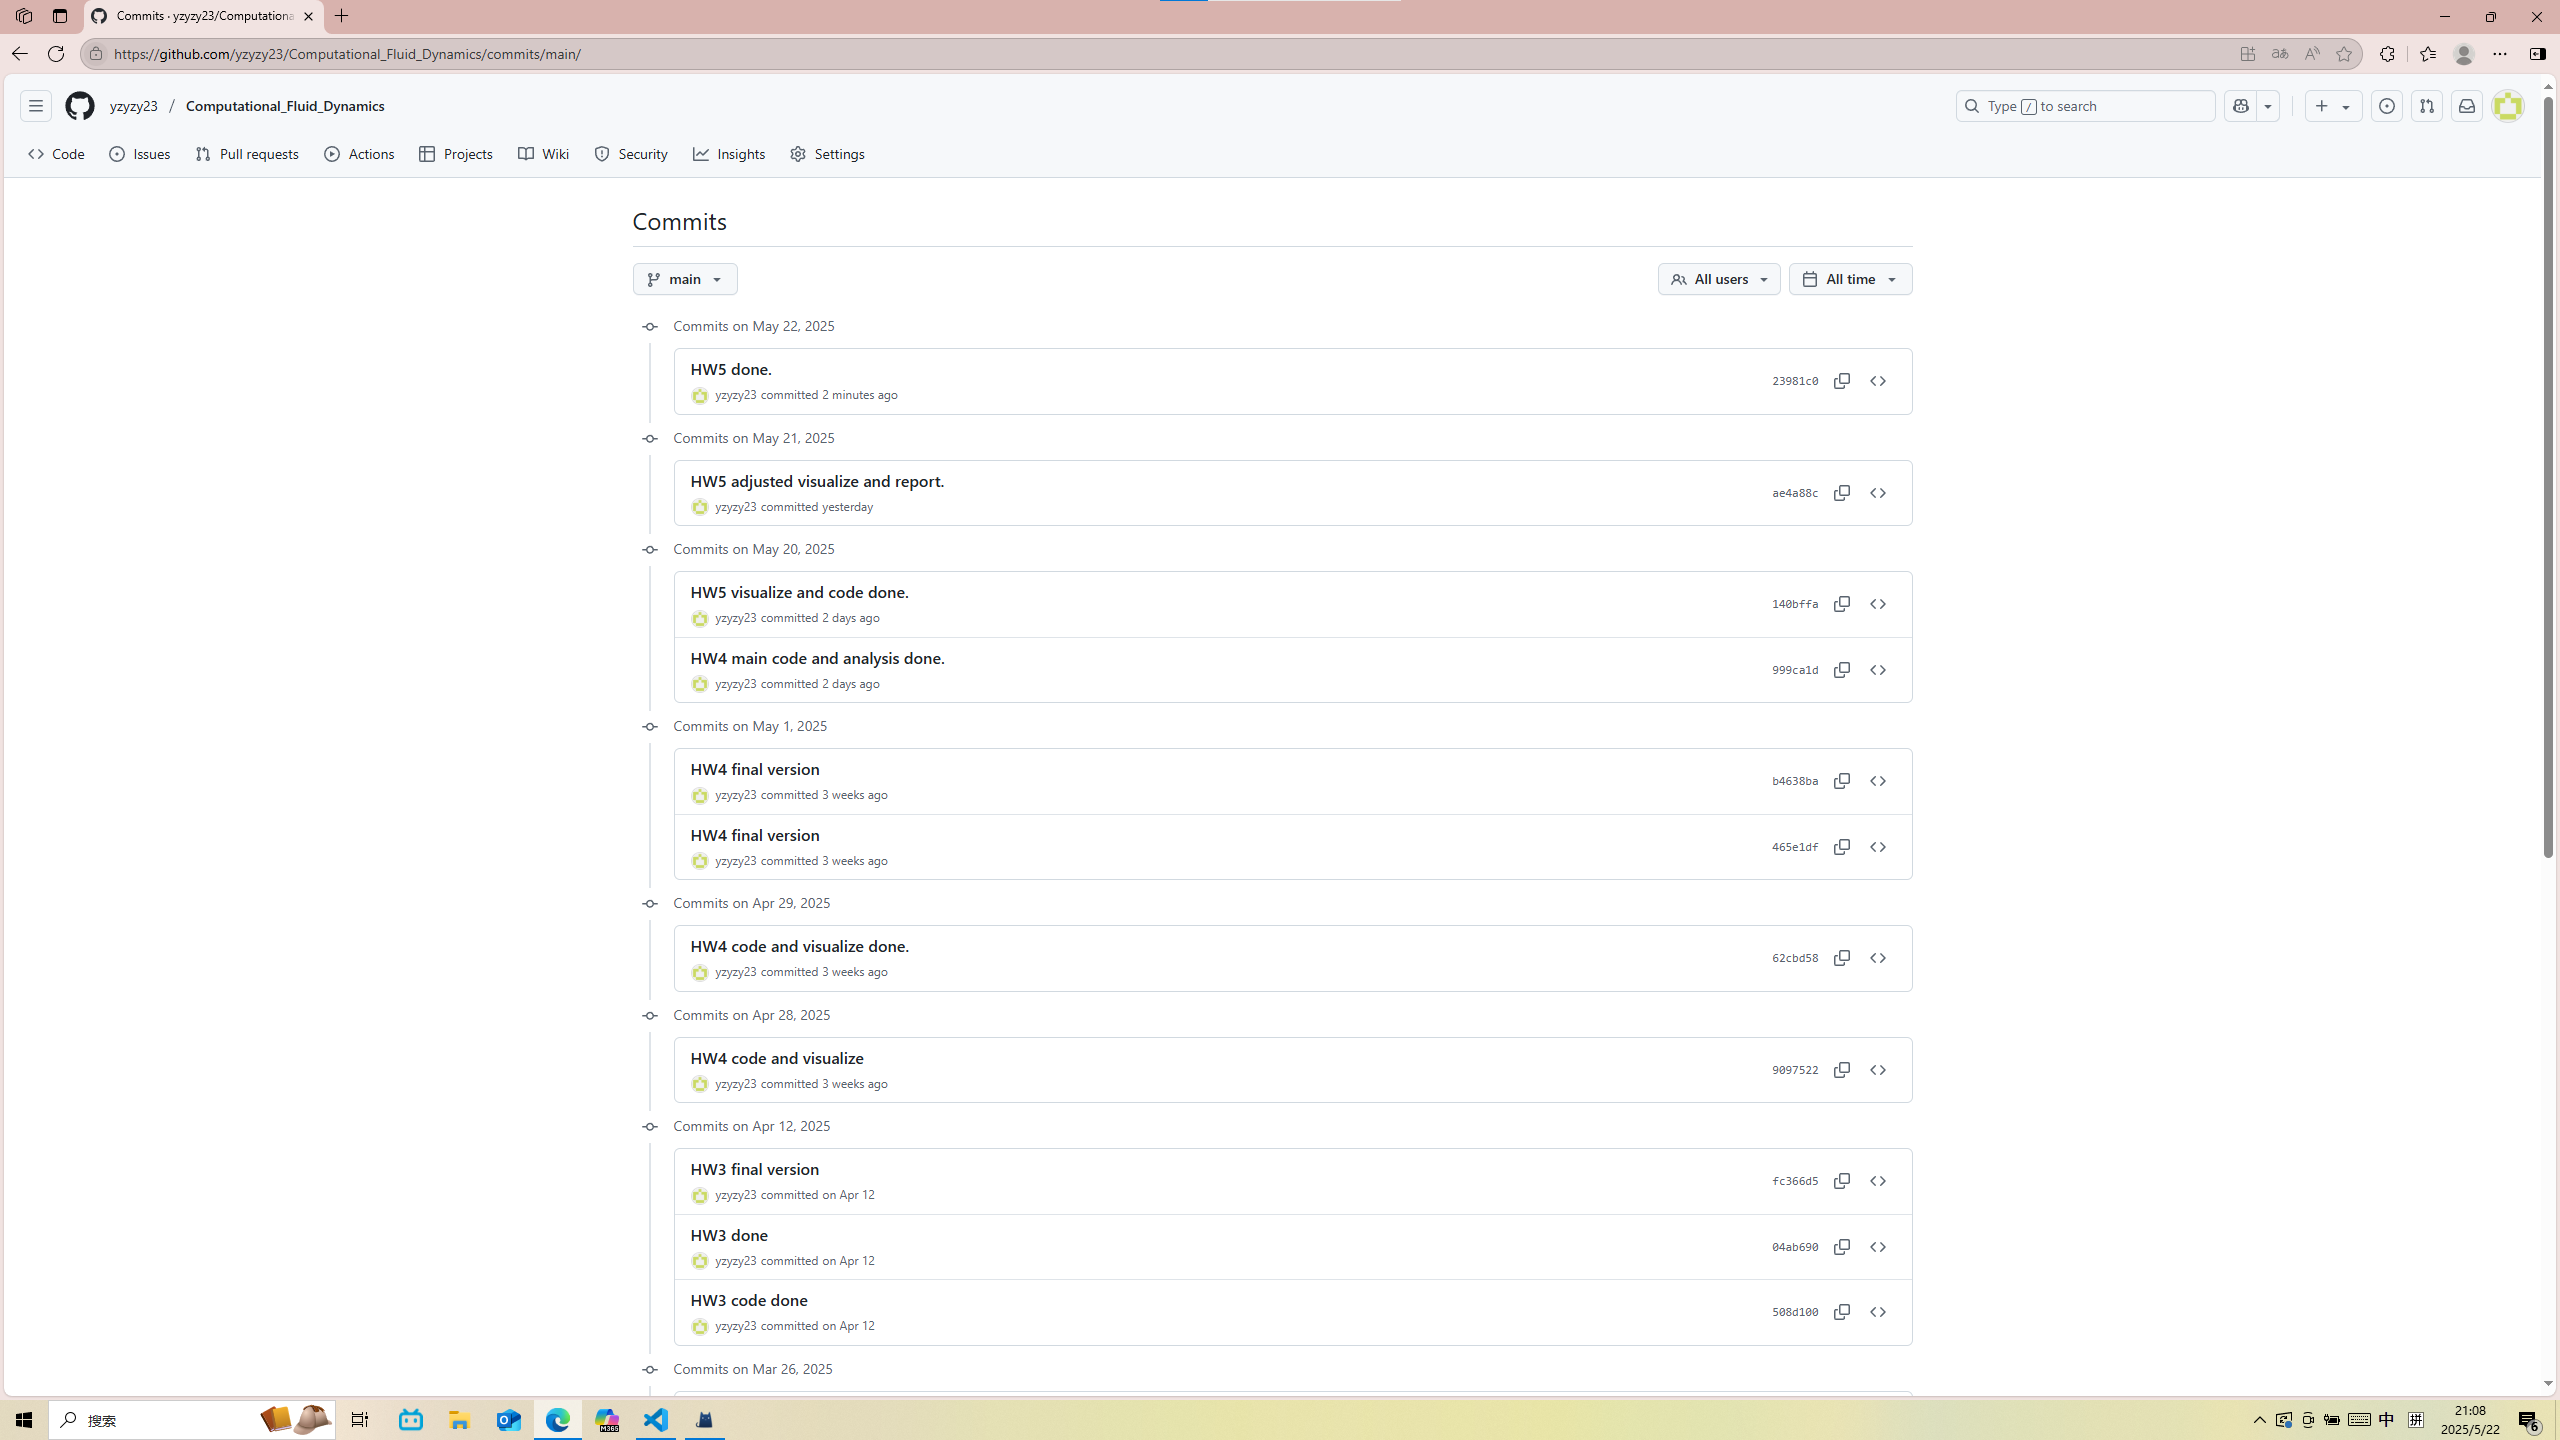 Commits · yzyzy23/Computationa
https://github.com/yzyzy23/Computational_Fluid_Dynamics/commits/main/
yzyzy23 / Computational_Fluid_Dynamics
Type / to search
Code Issues Pull requests Actions Projects Wiki Security Insights Settings
Commits
main All users All time
Commits on May 22, 2025
HW5 done.
yzyzy23 committed 2 minutes ago
23981c0
Commits on May 21, 2025
HW5 adjusted visualize and report.
yzyzy23 committed yesterday
ae4a88c
Commits on May 20, 2025
HW5 visualize and code done.
yzyzy23 committed 2 days ago
140bffa
HW4 main code and analysis done.
yzyzy23 committed 2 days ago
999ca1d
Commits on May 1, 2025
HW4 final version
yzyzy23 committed 3 weeks ago
b4638ba
HW4 final version
yzyzy23 committed 3 weeks ago
465e1df
Commits on Apr 29, 2025
HW4 code and visualize done.
yzyzy23 committed 3 weeks ago
62cbd58
Commits on Apr 28, 2025
HW4 code and visualize
yzyzy23 committed 3 weeks ago
9097522
Commits on Apr 12, 2025
HW3 final version
yzyzy23 committed on Apr 12
fc366d5
HW3 done
yzyzy23 committed on Apr 12
04ab690
HW3 code done
yzyzy23 committed on Apr 12
508d100
Commits on Mar 26, 2025
搜索
M365
中 拼
21:08
2025/5/22
6